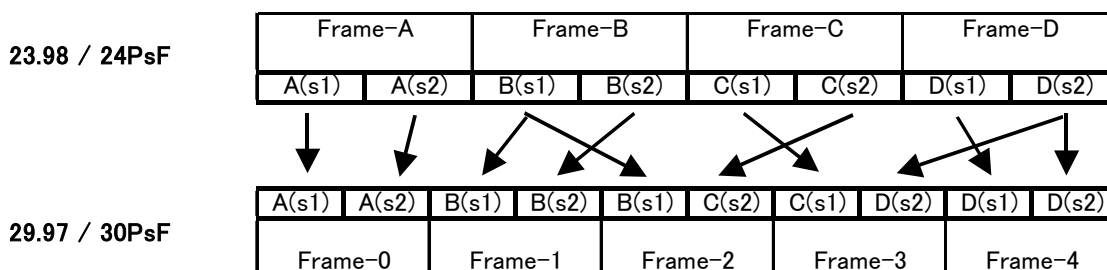 Frame-A Frame-B Frame-C Frame-D
23.98 / 24PsF
A(s1) A(s2) B(s1) B(s2) C(s1) C(s2) D(s1) D(s2)
A(s1) A(s2) B(s1) B(s2) B(s1) C(s2) C(s1) D(s2) D(s1) D(s2)
29.97 / 30PsF
Frame-0 Frame-1 Frame-2 Frame-3 Frame-4